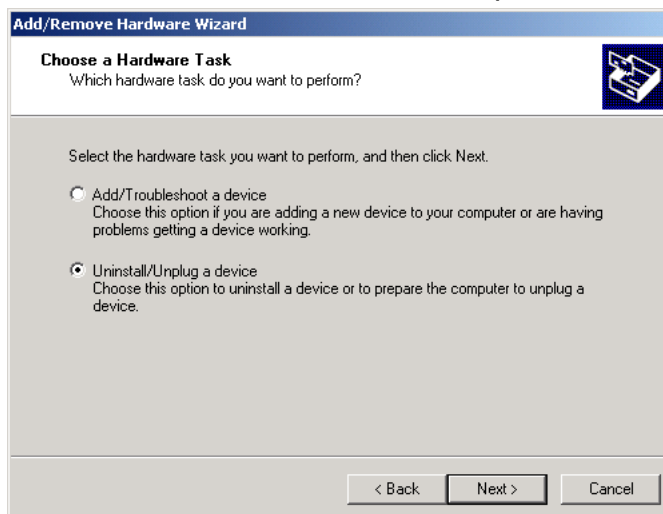 Add/Remove Hardware Wizard
Choose a Hardware Task
Which hardware task do you want to perform?
Select the hardware task you want to perform, and then click Next.
Add/Troubleshoot a device
Choose this option if you are adding a new device to your computer or are having
problems getting a device working.
Uninstall/Unplug a device
Choose this option to uninstall a device or to prepare the computer to unplug a
device.
< Back Next > Cancel